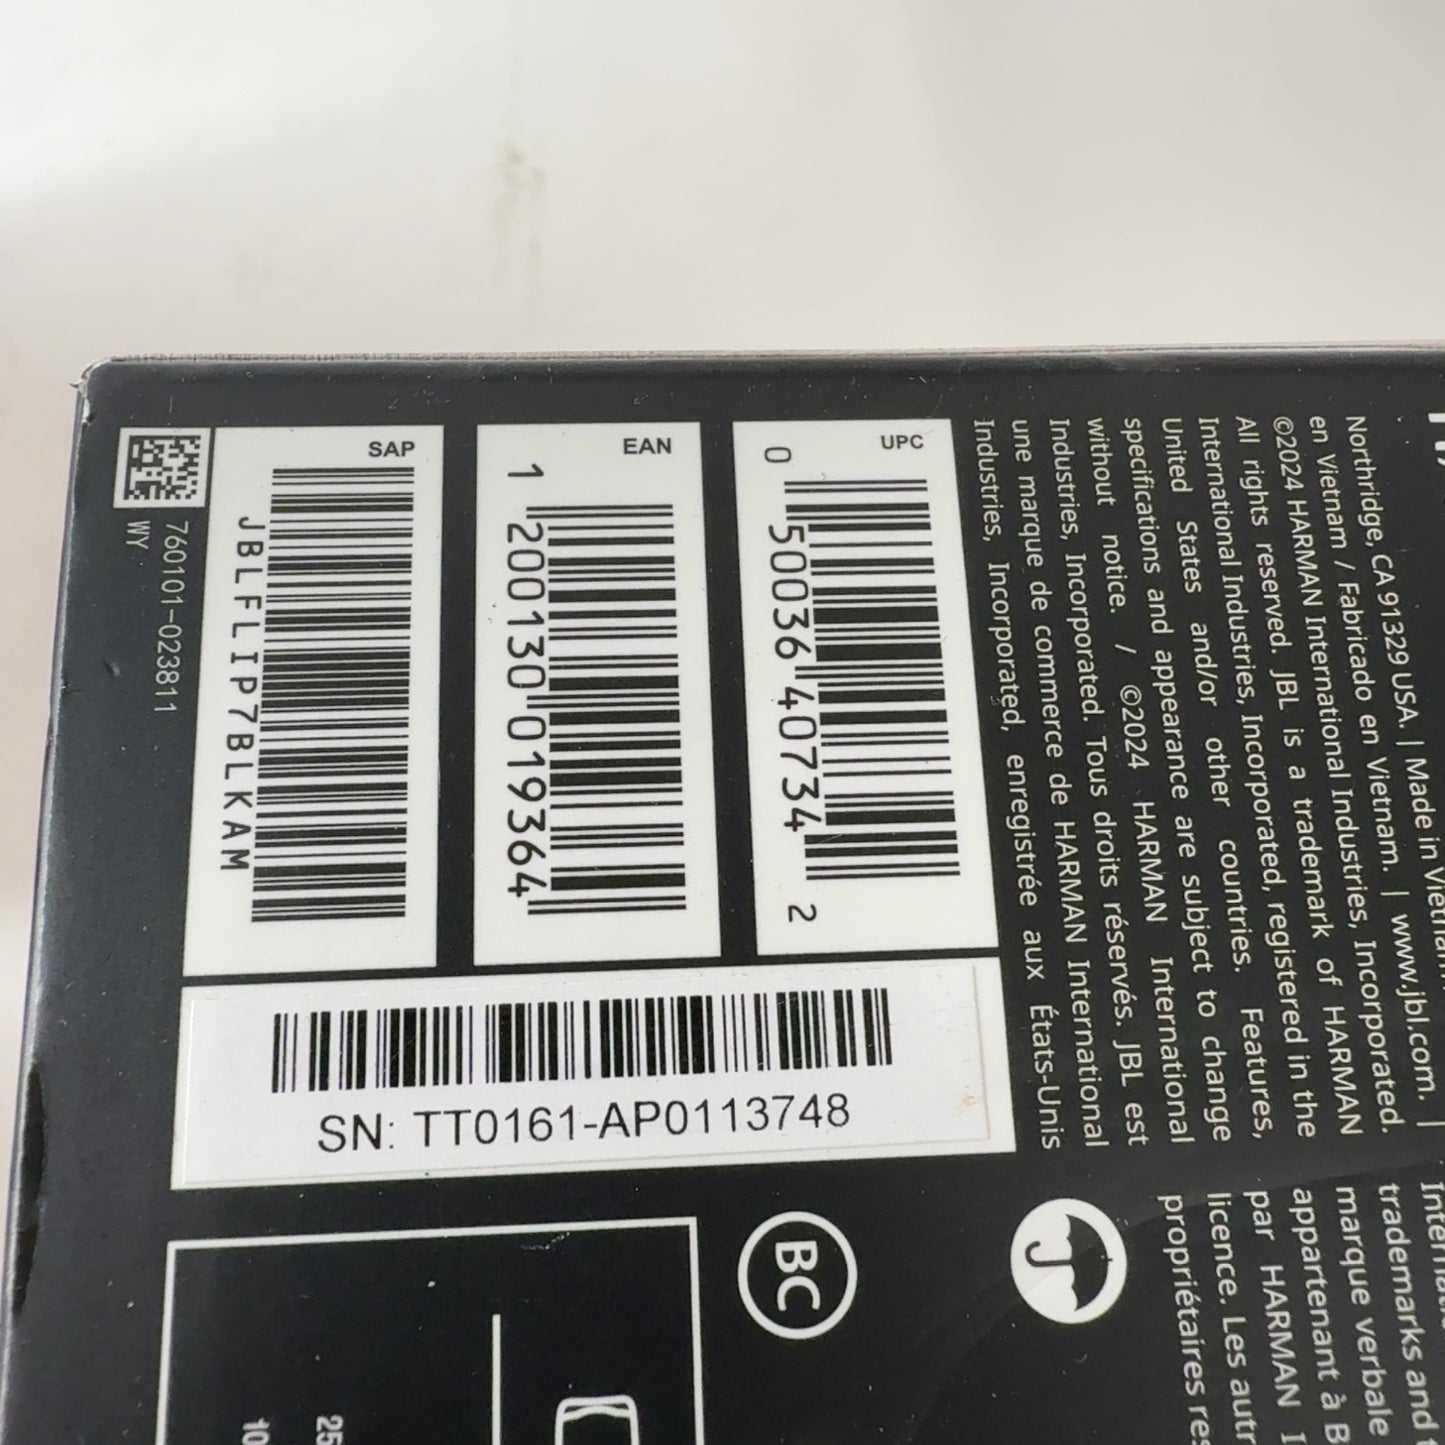 SAP
JBLFLIP7BLKAM
760101-023811
WY
EAN
1 200130 019364
UPC
0 50036 40734 2
SN: TT0161-AP0113748
BC
25
10
Northridge, CA 91329 USA. | Made in Vietnam
en Vietnam / Fabricado en Vietnam. | www.jbl.com. |
©2024 HARMAN International Industries, Incorporated.
All rights reserved. JBL is a trademark of HARMAN
International Industries, Incorporated, registered in the
United States and/or other countries. Features,
specifications and appearance are subject to change
without notice. / ©2024 HARMAN International
Industries, Incorporated. Tous droits réservés. JBL est
une marque de commerce de HARMAN International
Industries, Incorporated, enregistrée aux États-Unis
trademarks and
marque verbale
appartenant à
par HARMAN
licence. Les
propriétaires